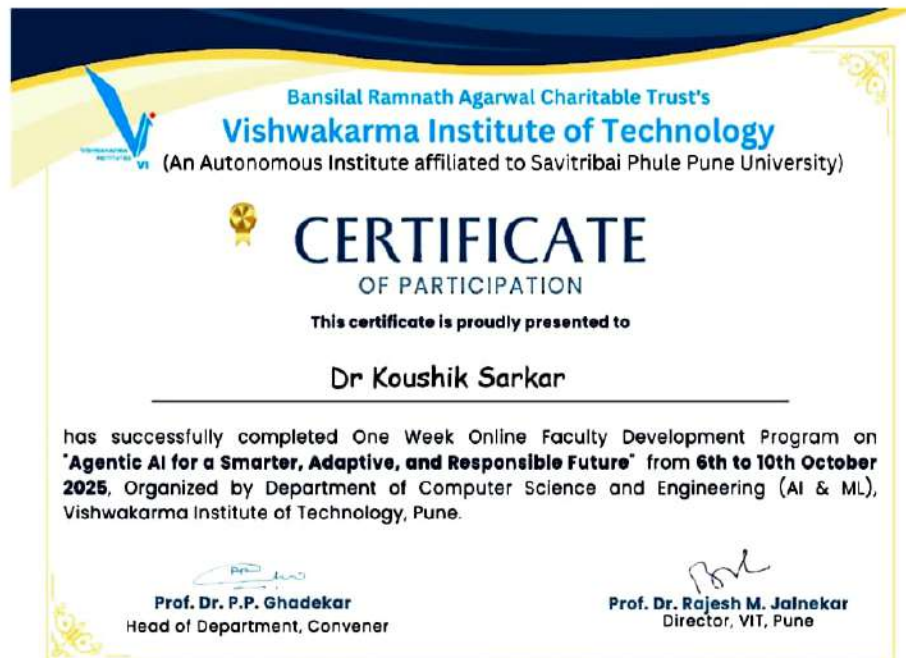 Bansilal Ramnath Agarwal Charitable Trust's
Vishwakarma Institute of Technology
(An Autonomous Institute affiliated to Savitribai Phule Pune University)
VISHWAKARMA
INSTITUTES
VI
CERTIFICATE
OF PARTICIPATION
This certificate is proudly presented to
Dr Koushik Sarkar
has successfully completed One Week Online Faculty Development Program on
"Agentic AI for a Smarter, Adaptive, and Responsible Future" from 6th to 10th October
2025, Organized by Department of Computer Science and Engineering (AI & ML),
Vishwakarma Institute of Technology, Pune.
Prof. Dr. P.P. Ghadekar
Head of Department, Convener
Prof. Dr. Rajesh M. Jalnekar
Director, VIT, Pune